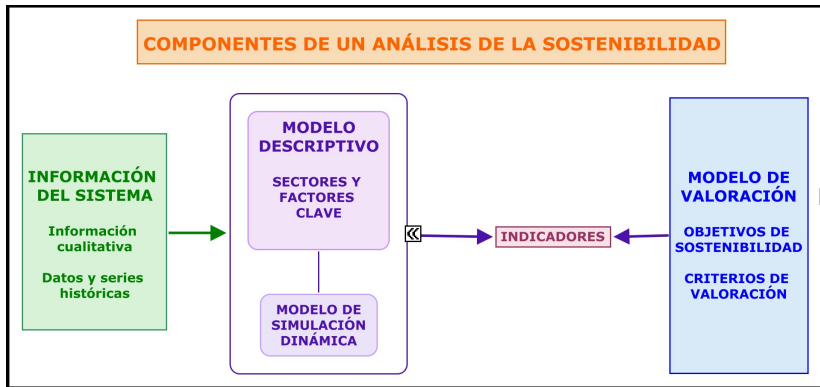 COMPONENTES DE UN ANÁLISIS DE LA SOSTENIBILIDAD
INFORMACIÓN
DEL SISTEMA
Información
cualitativa
Datos y series
históricas
MODELO
DESCRIPTIVO
SECTORES Y
FACTORES
CLAVE
MODELO DE
SIMULACIÓN
DINÁMICA
INDICADORES
MODELO DE
VALORACIÓN
OBJETIVOS DE
SOSTENIBILIDAD
CRITERIOS DE
VALORACIÓN